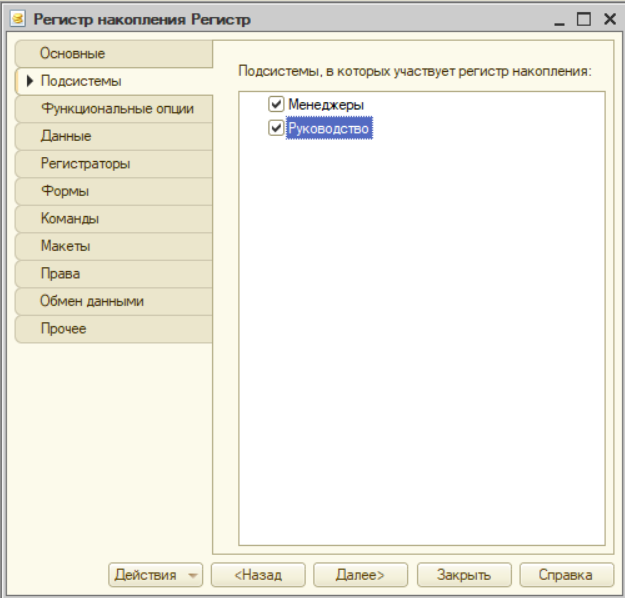 Регистр накопления Регистр
Основные
Подсистемы
Функциональные опции
Данные
Регистраторы
Формы
Команды
Макеты
Права
Обмен данными
Прочее
Подсистемы, в которых участвует регистр накопления:
Менеджеры
Руководство
Действия
<Назад
Далее>
Закрыть
Справка